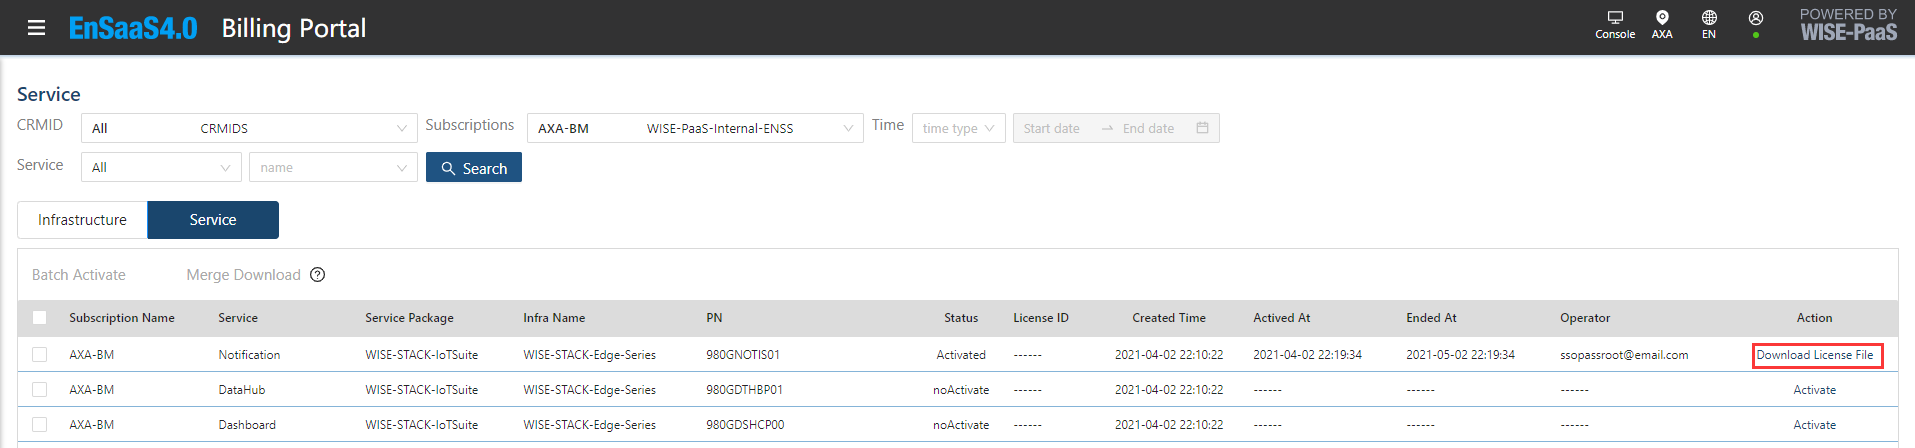 EnSaaS4.0 Billing Portal Console AXA EN POWERED BY WISE-PaaS
Service
CRMID All CRMIDS Subscriptions AXA-BM WISE-PaaS-Internal-ENSS Time time type Start date → End date
Service All name Search
Infrastructure Service
Batch Activate Merge Download ?
Subscription Name Service Service Package Infra Name PN Status License ID Created Time Actived At Ended At Operator Action
AXA-BM Notification WISE-STACK-IoTSuite WISE-STACK-Edge-Series 980GNOTIS01 Activated ------ 2021-04-02 22:10:22 2021-04-02 22:19:34 2021-05-02 22:19:34 ssopassroot@email.com Download License File
AXA-BM DataHub WISE-STACK-IoTSuite WISE-STACK-Edge-Series 980GDTHBP01 noActivate ------ 2021-04-02 22:10:22 ------ ------ ------ Activate
AXA-BM Dashboard WISE-STACK-IoTSuite WISE-STACK-Edge-Series 980GDSHCP00 noActivate ------ 2021-04-02 22:10:22 ------ ------ ------ Activate